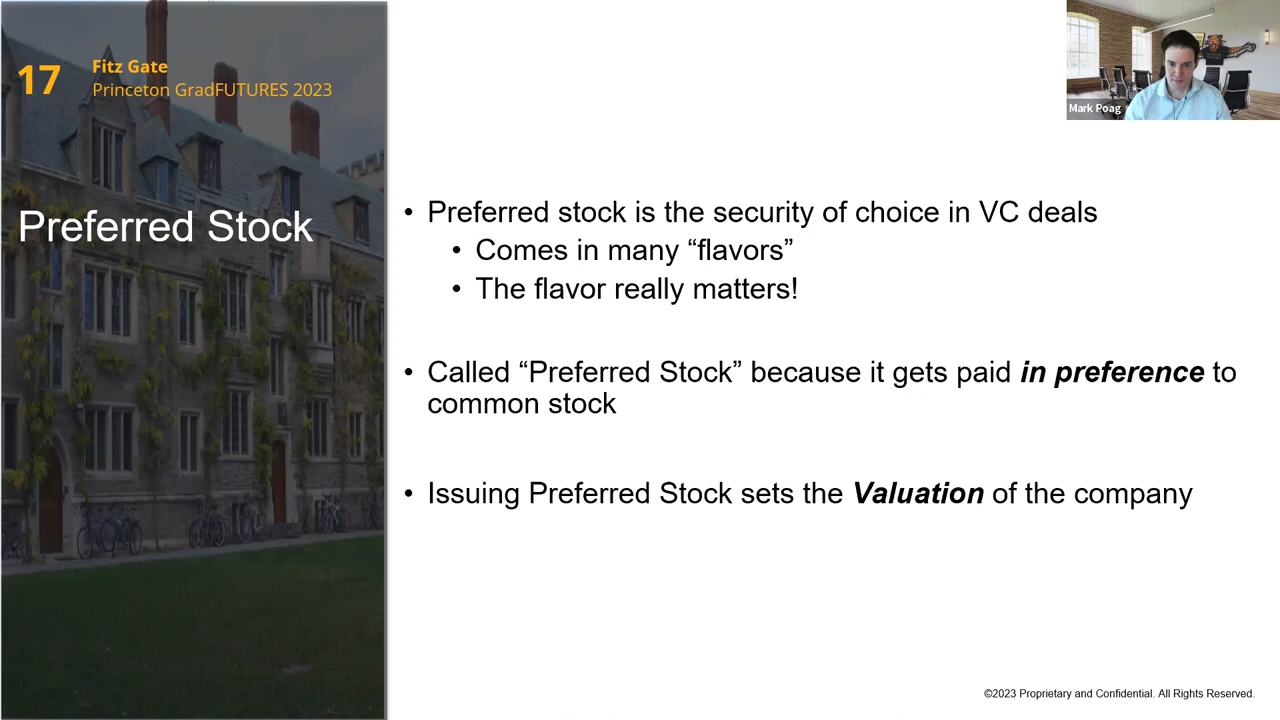 17
Fitz Gate
Princeton GradFUTURES 2023
Preferred Stock
Mark Poag
• Preferred stock is the security of choice in VC deals
• Comes in many “flavors”
• The flavor really matters!
• Called “Preferred Stock” because it gets paid in preference to
common stock
• Issuing Preferred Stock sets the Valuation of the company
©2023 Proprietary and Confidential. All Rights Reserved.